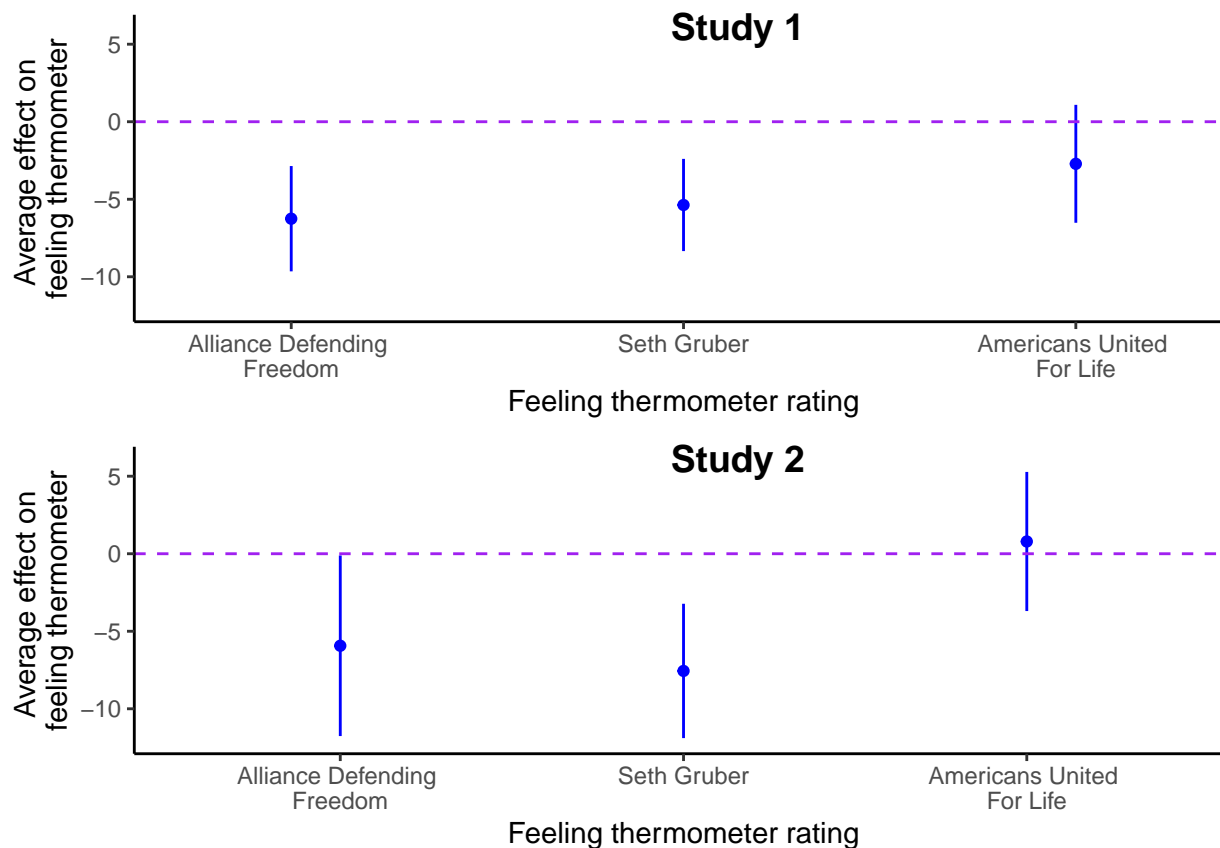 Study 1
Average effect on
feeling thermometer
5
0
−5
−10
Alliance Defending
Freedom
Seth Gruber
Americans United
For Life
Feeling thermometer rating
Study 2
Average effect on
feeling thermometer
5
0
−5
−10
Alliance Defending
Freedom
Seth Gruber
Americans United
For Life
Feeling thermometer rating